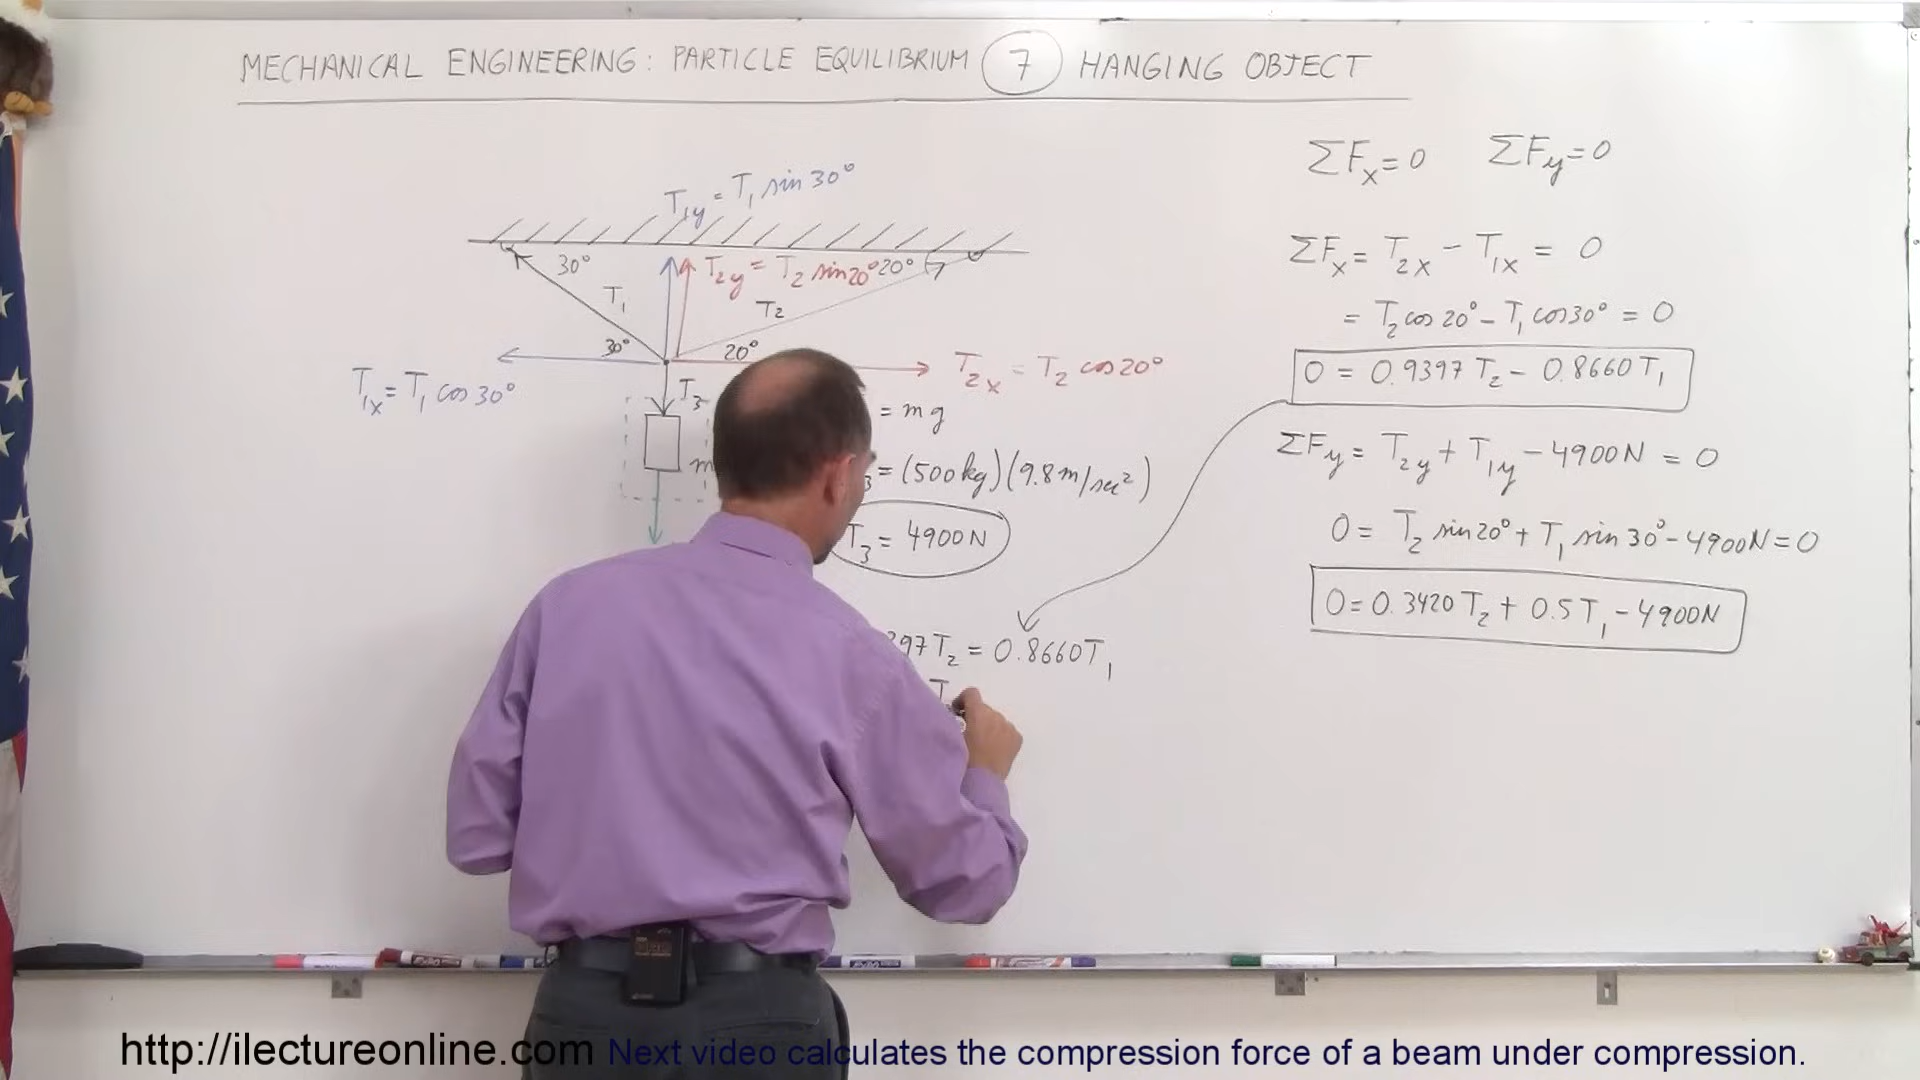 MECHANICAL ENGINEERING: PARTICLE EQUILIBRIUM 7 HANGING OBJECT
ΣFx=0 ΣFy=0
T1y = T1 sin 30°
30° T2y = T2 sin20° 20°
T1 T2
30° 20°
T1x = T1 cos 30°
T2x = T2 cos 20°
T3 = mg
m 3 = (500kg)(9.8m/sec²)
T3 = 4900N
97T2 = 0.8660T1
T
ΣFx = T2x - T1x = 0
= T2 cos 20° - T1 cos 30° = 0
0 = 0.9397 T2 - 0.8660 T1
ΣFy = T2y + T1y - 4900N = 0
0 = T2 sin 20° + T1 sin 30° - 4900N = 0
0 = 0.3420 T2 + 0.5 T1 - 4900N
http://ilectureonline.com Next video calculates the compression force of a beam under compression.